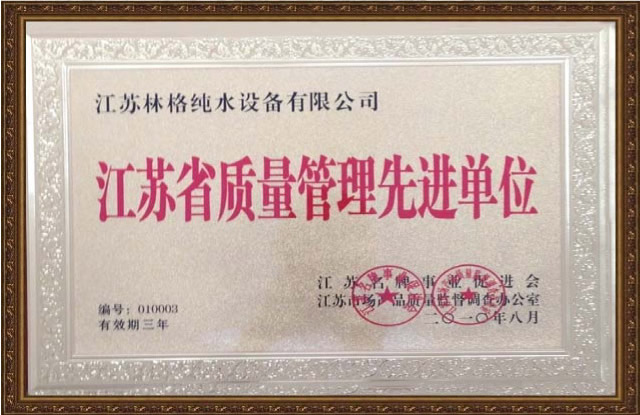 江苏林格纯水设备有限公司
江苏省质量管理先进单位
江苏名牌事业促进会
江苏市场产品质量监督调查办公室
二〇一〇年八月
编号：010003
有效期三年